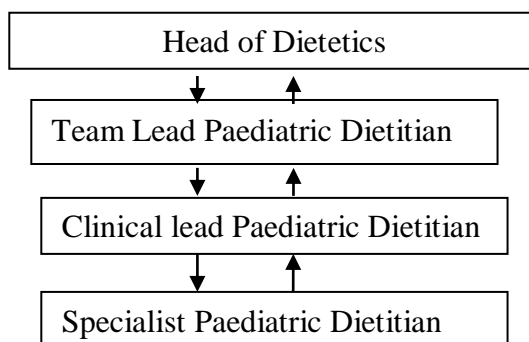 Head of Dietetics
Team Lead Paediatric Dietitian
Clinical lead Paediatric Dietitian
Specialist Paediatric Dietitian